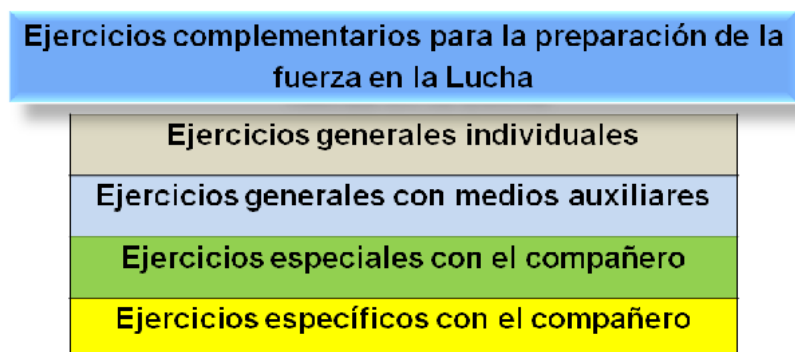 Ejercicios complementarios para la preparación de la
fuerza en la Lucha
Ejercicios generales individuales
Ejercicios generales con medios auxiliares
Ejercicios especiales con el compañero
Ejercicios específicos con el compañero